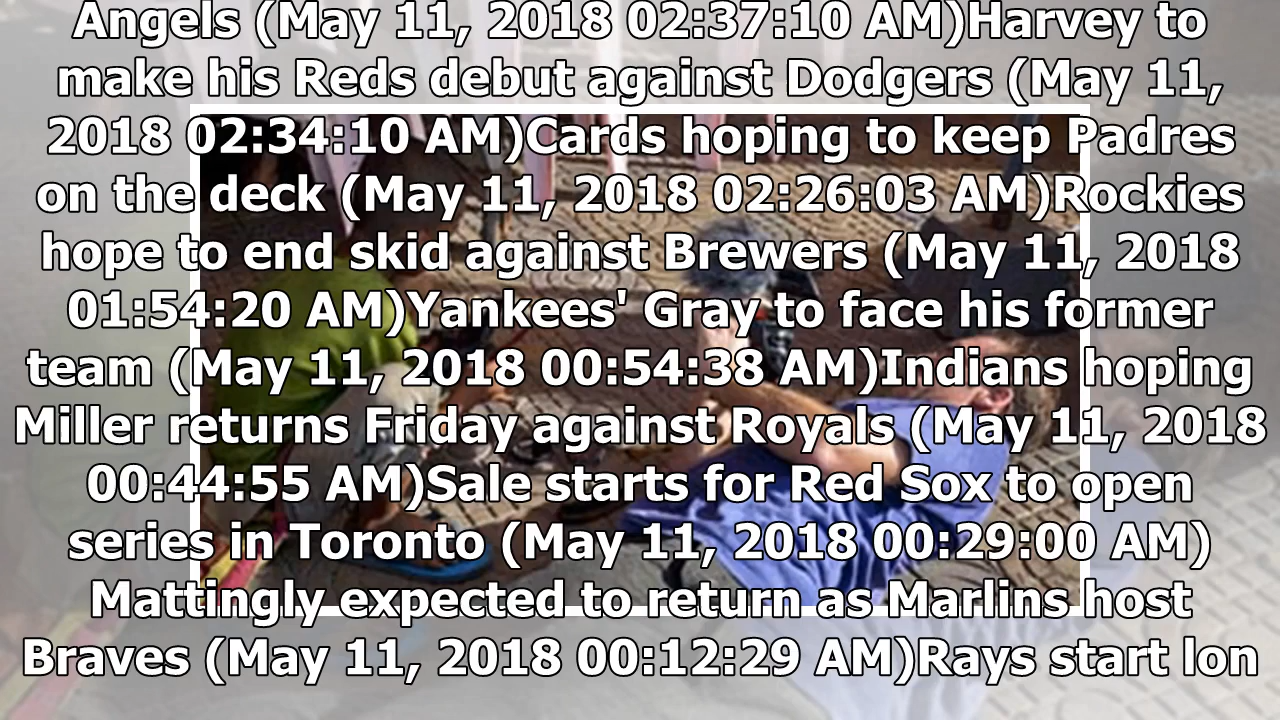 Angels (May 11, 2018 02:37:10 AM)Harvey to
make his Reds debut against Dodgers (May 11,
2018 02:34:10 AM)Cards hoping to keep Padres
on the deck (May 11, 2018 02:26:03 AM)Rockies
hope to end skid against Brewers (May 11, 2018
01:54:20 AM)Yankees' Gray to face his former
team (May 11, 2018 00:54:38 AM)Indians hoping
Miller returns Friday against Royals (May 11, 2018
00:44:55 AM)Sale starts for Red Sox to open
series in Toronto (May 11, 2018 00:29:00 AM)
Mattingly expected to return as Marlins host
Braves (May 11, 2018 00:12:29 AM)Rays start lon